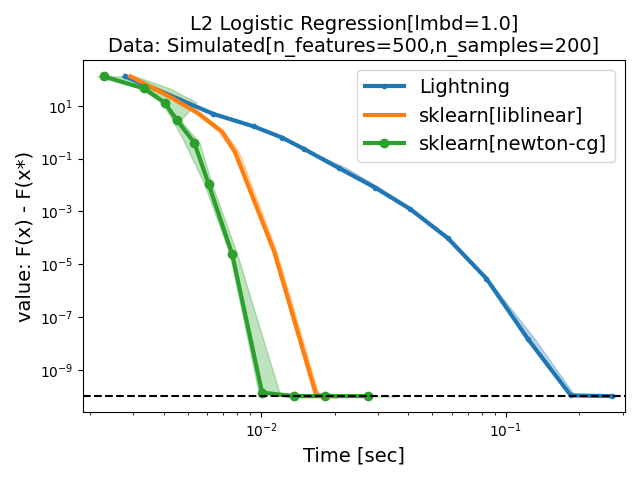 L2 Logistic Regression[lmbd=1.0]
Data: Simulated[n_features=500,n_samples=200]
Lightning
sklearn[liblinear]
sklearn[newton-cg]
value: F(x) - F(x*)
10¹
10⁻¹
10⁻³
10⁻⁵
10⁻⁷
10⁻⁹
10⁻²
10⁻¹
Time [sec]